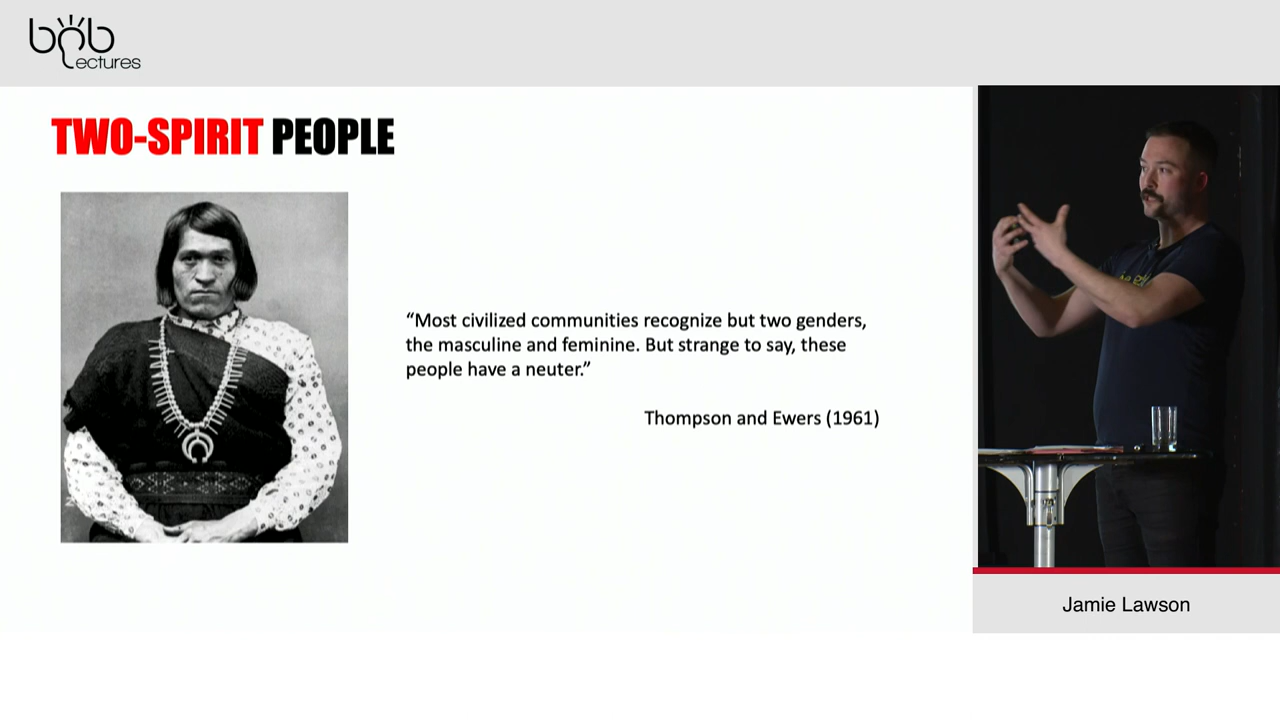 bob
Lectures
TWO-SPIRIT PEOPLE
“Most civilized communities recognize but two genders,
the masculine and feminine. But strange to say, these
people have a neuter.”
Thompson and Ewers (1961)
Jamie Lawson